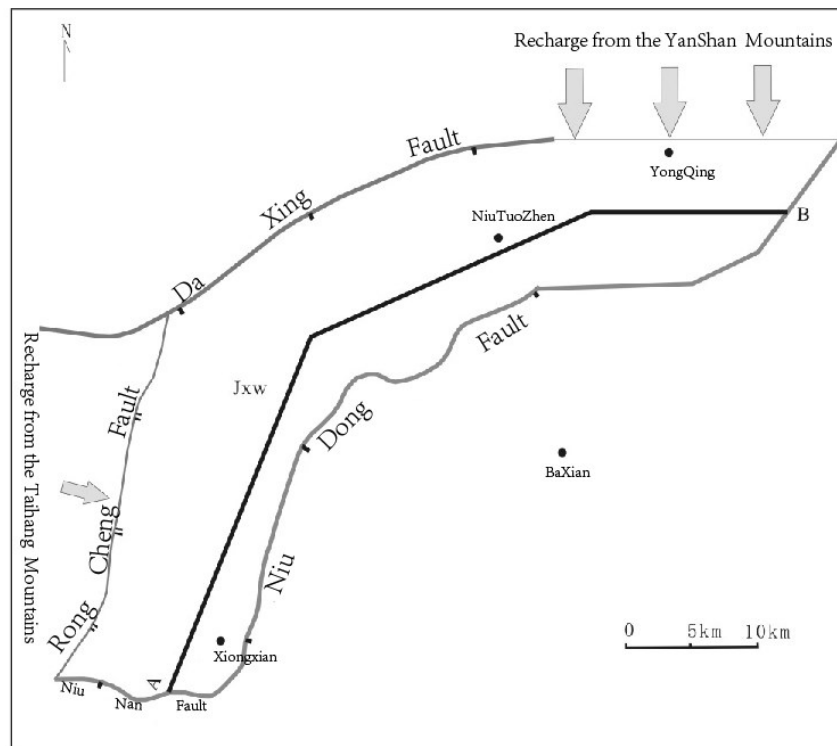 N
Recharge from the YanShan Mountains
Da Xing Fault
YongQing
NiuTuoZhen
B
Recharge from the Taihang Mountains
Rong Cheng Fault
Jxw
Niu Dong Fault
BaXian
Xiongxian
A
Niu Nan Fault
0 5km 10km